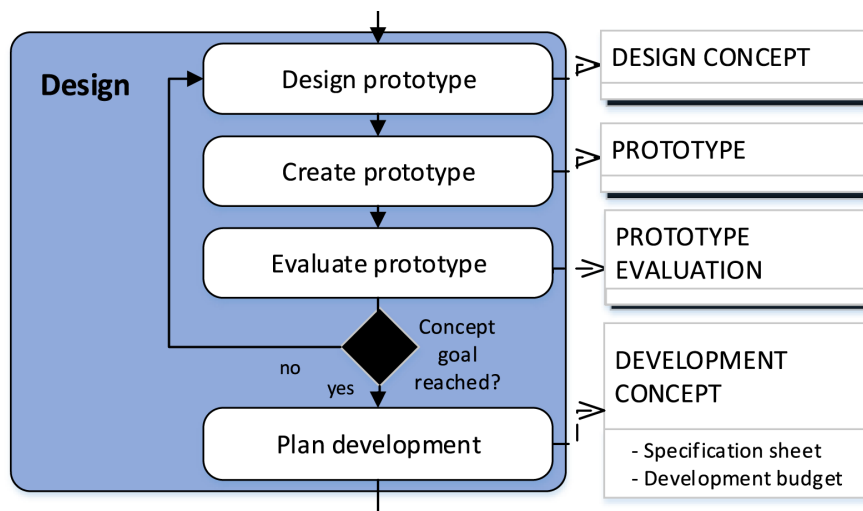 Design
Design prototype
DESIGN CONCEPT
Create prototype
PROTOTYPE
Evaluate prototype
PROTOTYPE
EVALUATION
Concept
goal
reached?
no
yes
Plan development
DEVELOPMENT
CONCEPT
- Specification sheet
- Development budget